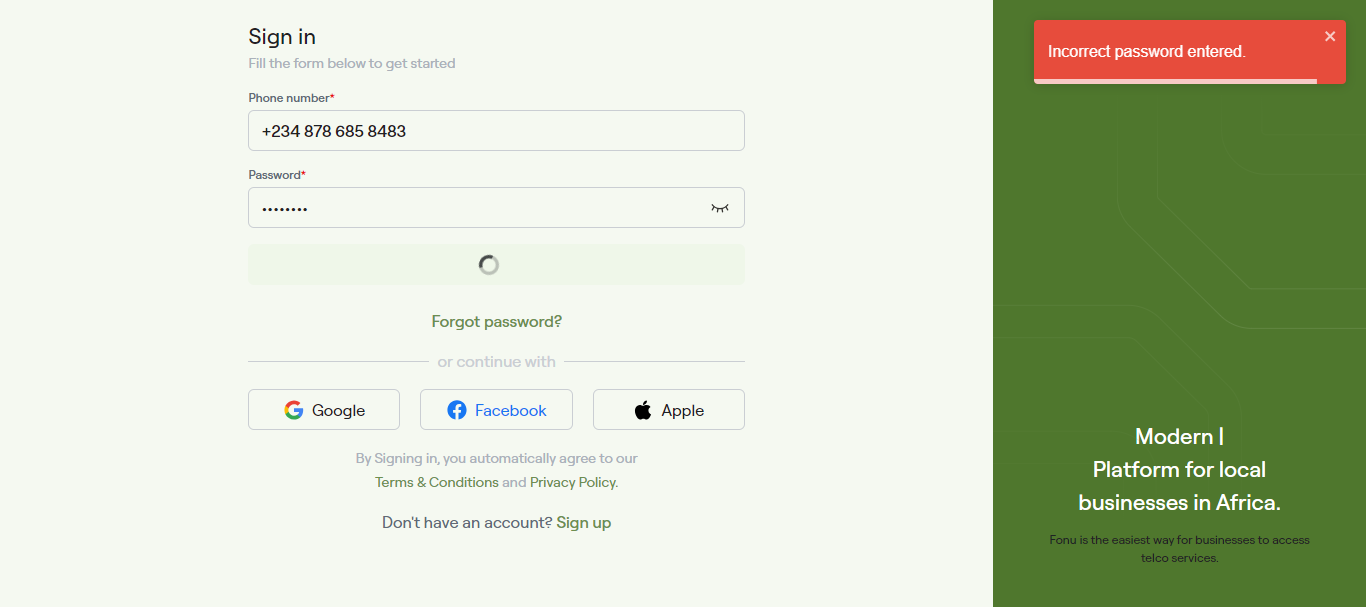 Sign in
Fill the form below to get started
Phone number*
+234 878 685 8483
Password*
••••••••
Forgot password?
or continue with
Google
Facebook
Apple
By Signing in, you automatically agree to our
Terms & Conditions and Privacy Policy.
Don't have an account? Sign up
Incorrect password entered.
Modern |
Platform for local
businesses in Africa.
Fonu is the easiest way for businesses to access
telco services.